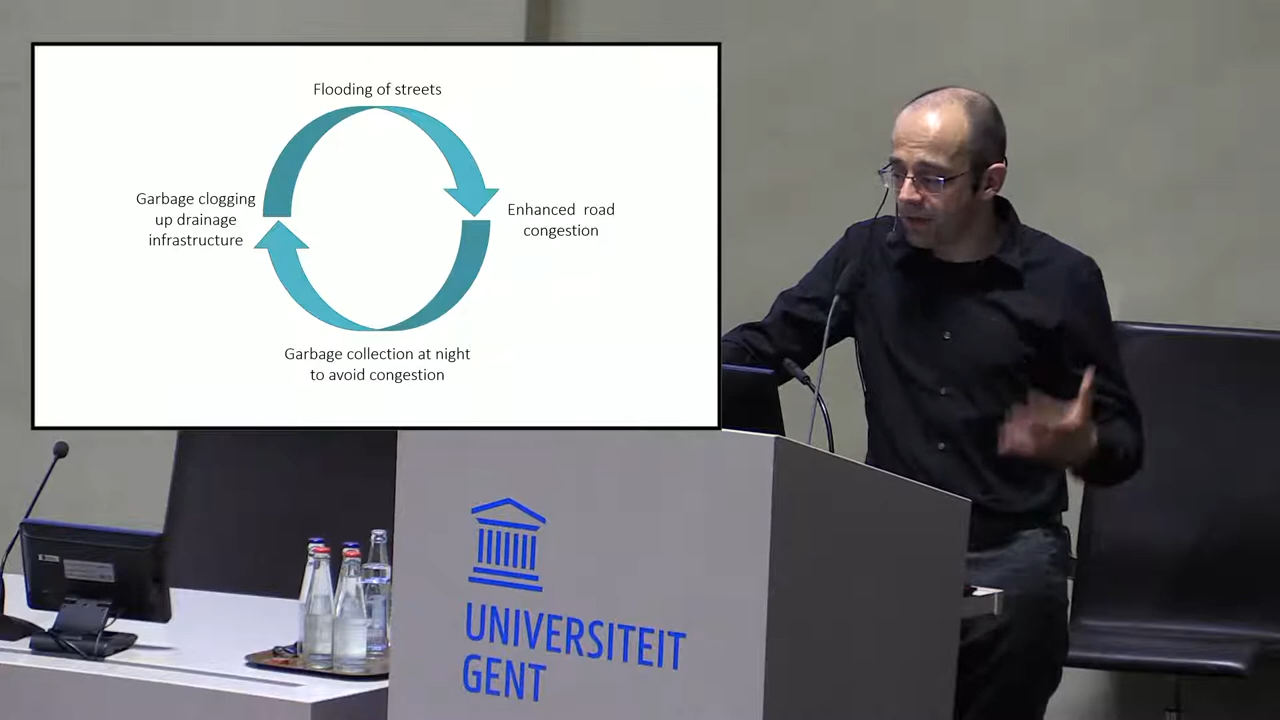 Flooding of streets
Garbage clogging
up drainage
infrastructure
Enhanced road
congestion
Garbage collection at night
to avoid congestion
UNIVERSITEIT
GENT